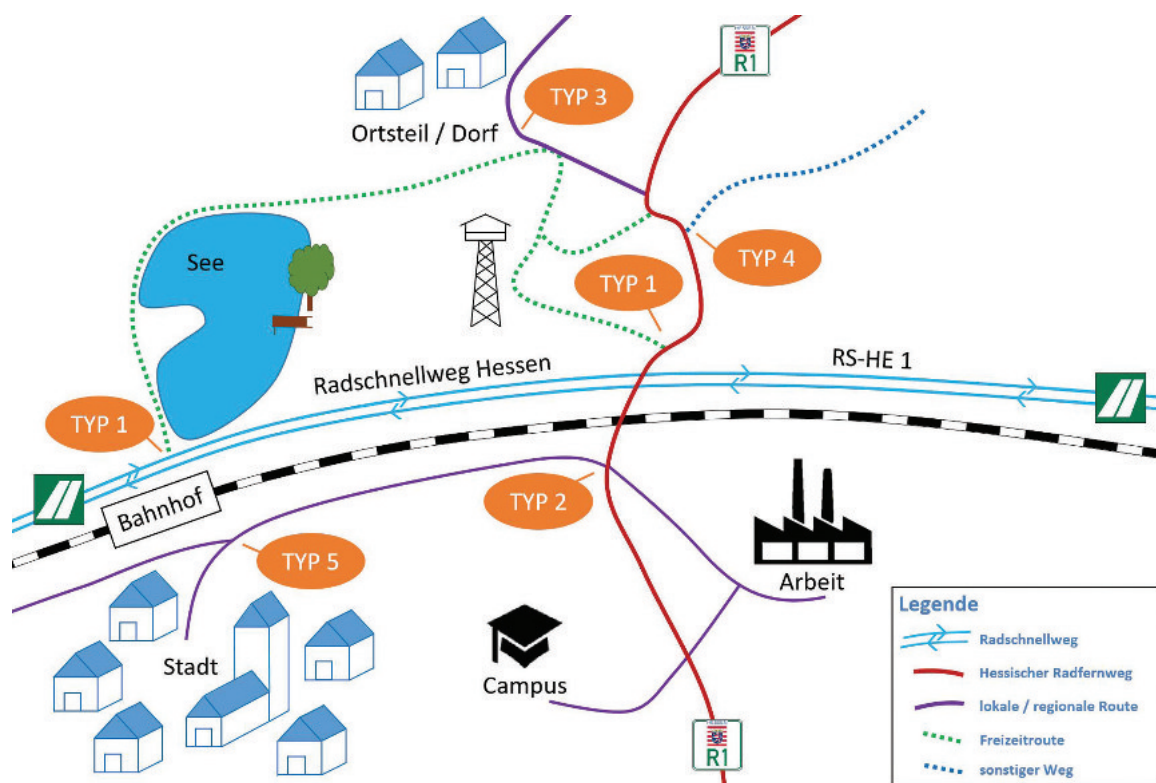 R1
TYP 3
Ortsteil / Dorf
See
TYP 4
TYP 1
Radschnellweg Hessen
RS-HE 1
TYP 1
TYP 2
Bahnhof
TYP 5
Arbeit
Stadt
Campus
R1
Legende
Radschnellweg
Hessischer Radfernweg
lokale / regionale Route
Freizeitroute
sonstiger Weg